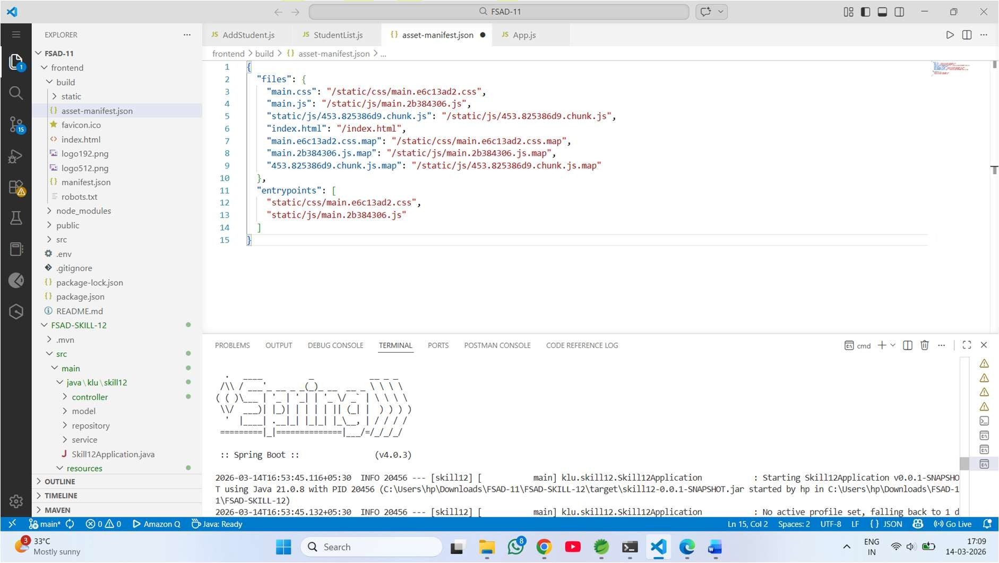 FSAD-11
EXPLORER
FSAD-11
frontend
build
static
{} asset-manifest.json
favicon.ico
<> index.html
logo192.png
logo512.png
{} manifest.json
robots.txt
node_modules
public
src
.env
.gitignore
{} package-lock.json
{} package.json
README.md
FSAD-SKILL-12
.mvn
src
main
java\klu\skill12
controller
model
repository
service
J Skill12Application.java
resources
OUTLINE
TIMELINE
MAVEN
1
15
JS AddStudent.js
JS StudentList.js
{} asset-manifest.json ●
JS App.js
frontend > build > {} asset-manifest.json > ...
1 {
2 "files": {
3 "main.css": "/static/css/main.e6c13ad2.css",
4 "main.js": "/static/js/main.2b384306.js",
5 "static/js/453.825386d9.chunk.js": "/static/js/453.825386d9.chunk.js",
6 "index.html": "/index.html",
7 "main.e6c13ad2.css.map": "/static/css/main.e6c13ad2.css.map",
8 "main.2b384306.js.map": "/static/js/main.2b384306.js.map",
9 "453.825386d9.chunk.js.map": "/static/js/453.825386d9.chunk.js.map"
10 },
11 "entrypoints": [
12 "static/css/main.e6c13ad2.css",
13 "static/js/main.2b384306.js"
14 ]
15 }
PROBLEMS OUTPUT DEBUG CONSOLE TERMINAL PORTS POSTMAN CONSOLE CODE REFERENCE LOG
cmd
Spring
:: Spring Boot :: (v4.0.3)
2026-03-14T16:53:45.116+05:30 INFO 20456 --- [skill12] [ main] klu.skill12.Skill12Application : Starting Skill12Application v0.0.1-SNAPSHO
T using Java 21.0.8 with PID 20456 (C:\Users\hp\Downloads\FSAD-11\FSAD-SKILL-12\target\skill12-0.0.1-SNAPSHOT.jar started by hp in C:\Users\hp\Downloads\FSAD-1
1\FSAD-SKILL-12)
2026-03-14T16:53:45.132+05:30 INFO 20456 --- [skill12] [ main] klu.skill12.Skill12Application : No active profile set, falling back to 1 d
main* 0 0 Amazon Q Java: Ready
Ln 15, Col 2 Spaces: 2 UTF-8 LF {} JSON Go Live
3
33°C
Mostly sunny
Search
8
ENG
IN
17:09
14-03-2026